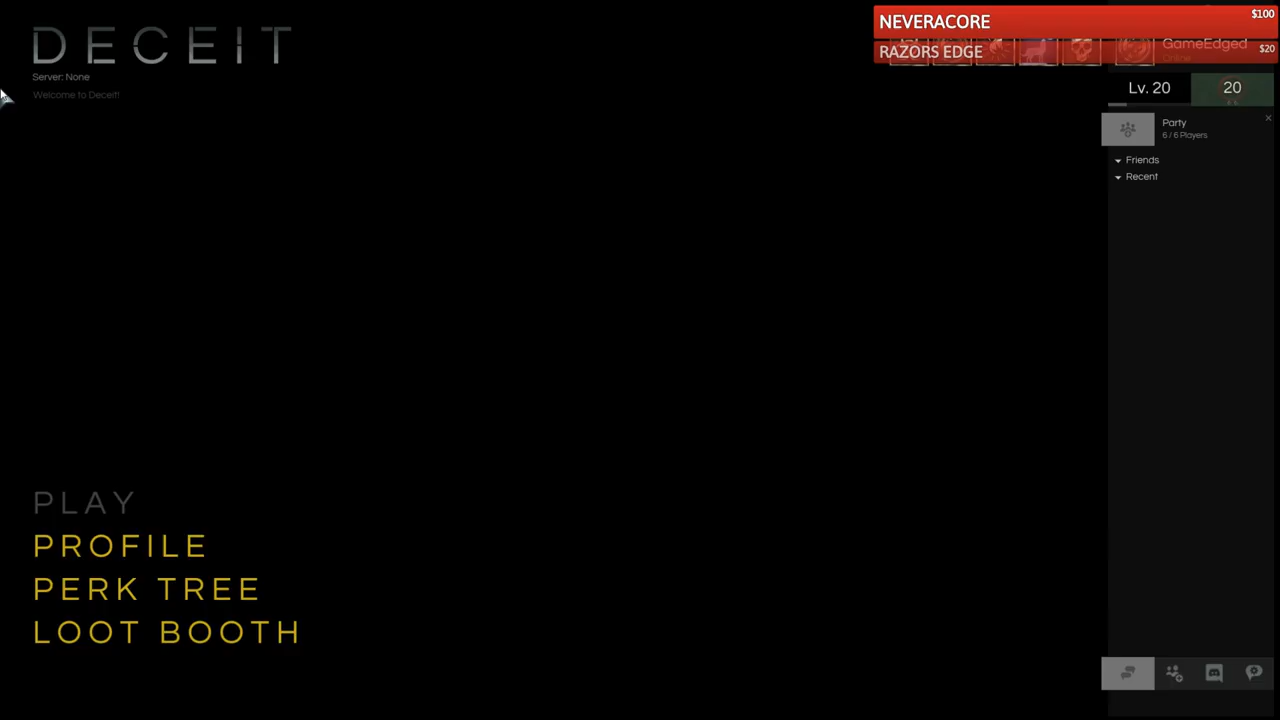 DECEIT
Server: None
Welcome to Deceit!
NEVERACORE
$100
RAZORS EDGE
$20
GameEdged
Online
Lv. 20
20
Party
6 / 6 Players
Friends
Recent
PLAY
PROFILE
PERK TREE
LOOT BOOTH